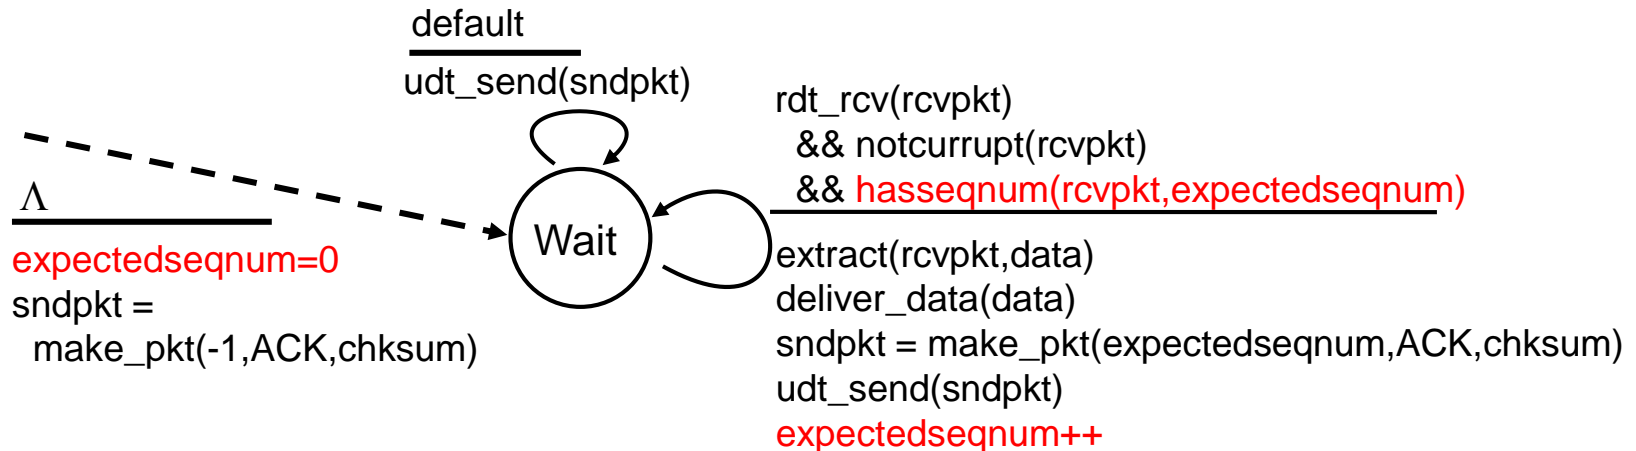 default
udt_send(sndpkt)
rdt_rcv(rcvpkt)
&& notcurrupt(rcvpkt)
&& hasseqnum(rcvpkt,expectedseqnum)
Λ
expectedseqnum=0
sndpkt =
make_pkt(-1,ACK,chksum)
Wait
extract(rcvpkt,data)
deliver_data(data)
sndpkt = make_pkt(expectedseqnum,ACK,chksum)
udt_send(sndpkt)
expectedseqnum++